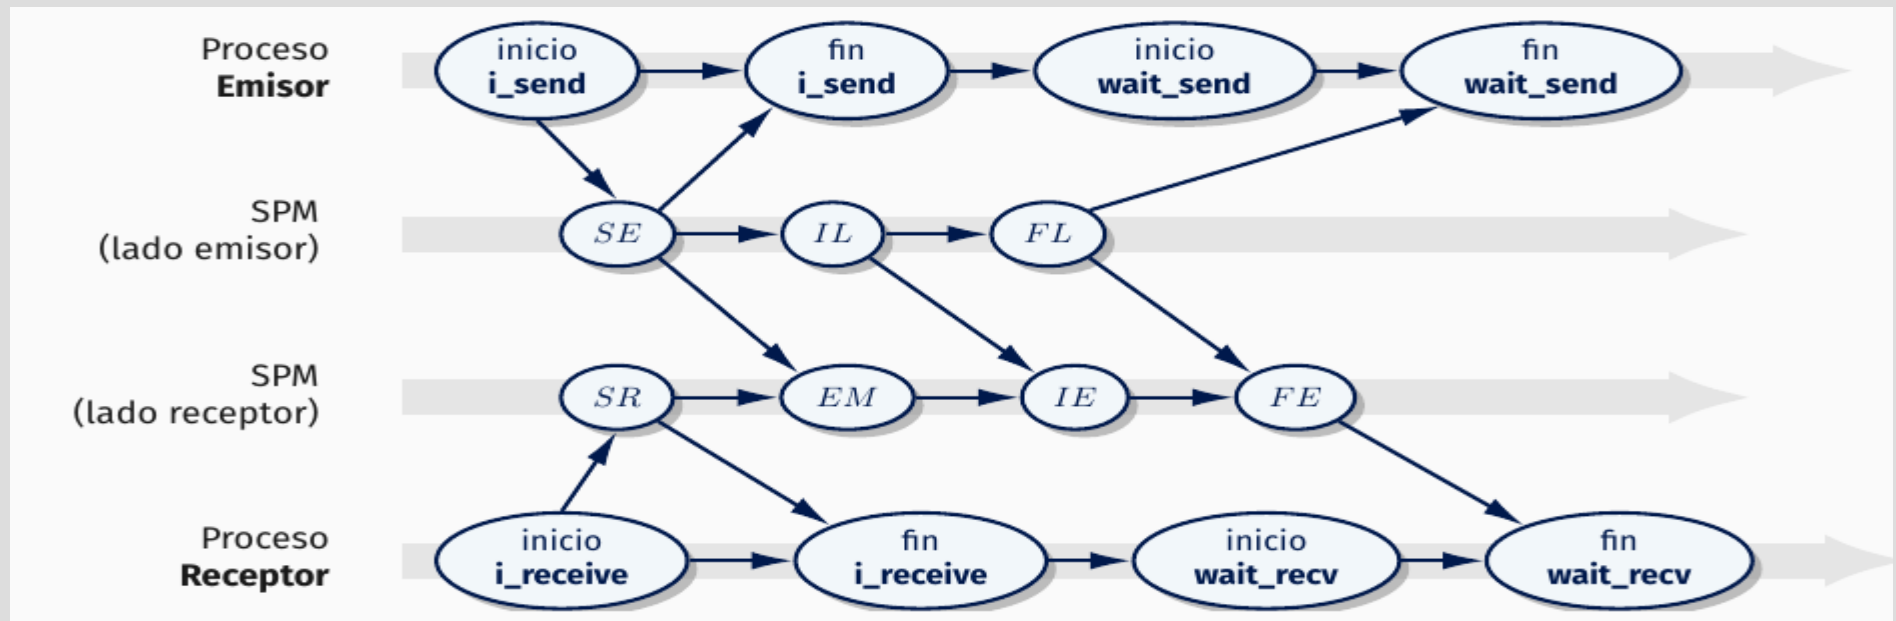 Proceso
Emisor
inicio
i_send
fin
i_send
inicio
wait_send
fin
wait_send
SPM
(lado emisor)
SE
IL
FL
SPM
(lado receptor)
SR
EM
IE
FE
Proceso
Receptor
inicio
i_receive
fin
i_receive
inicio
wait_recv
fin
wait_recv